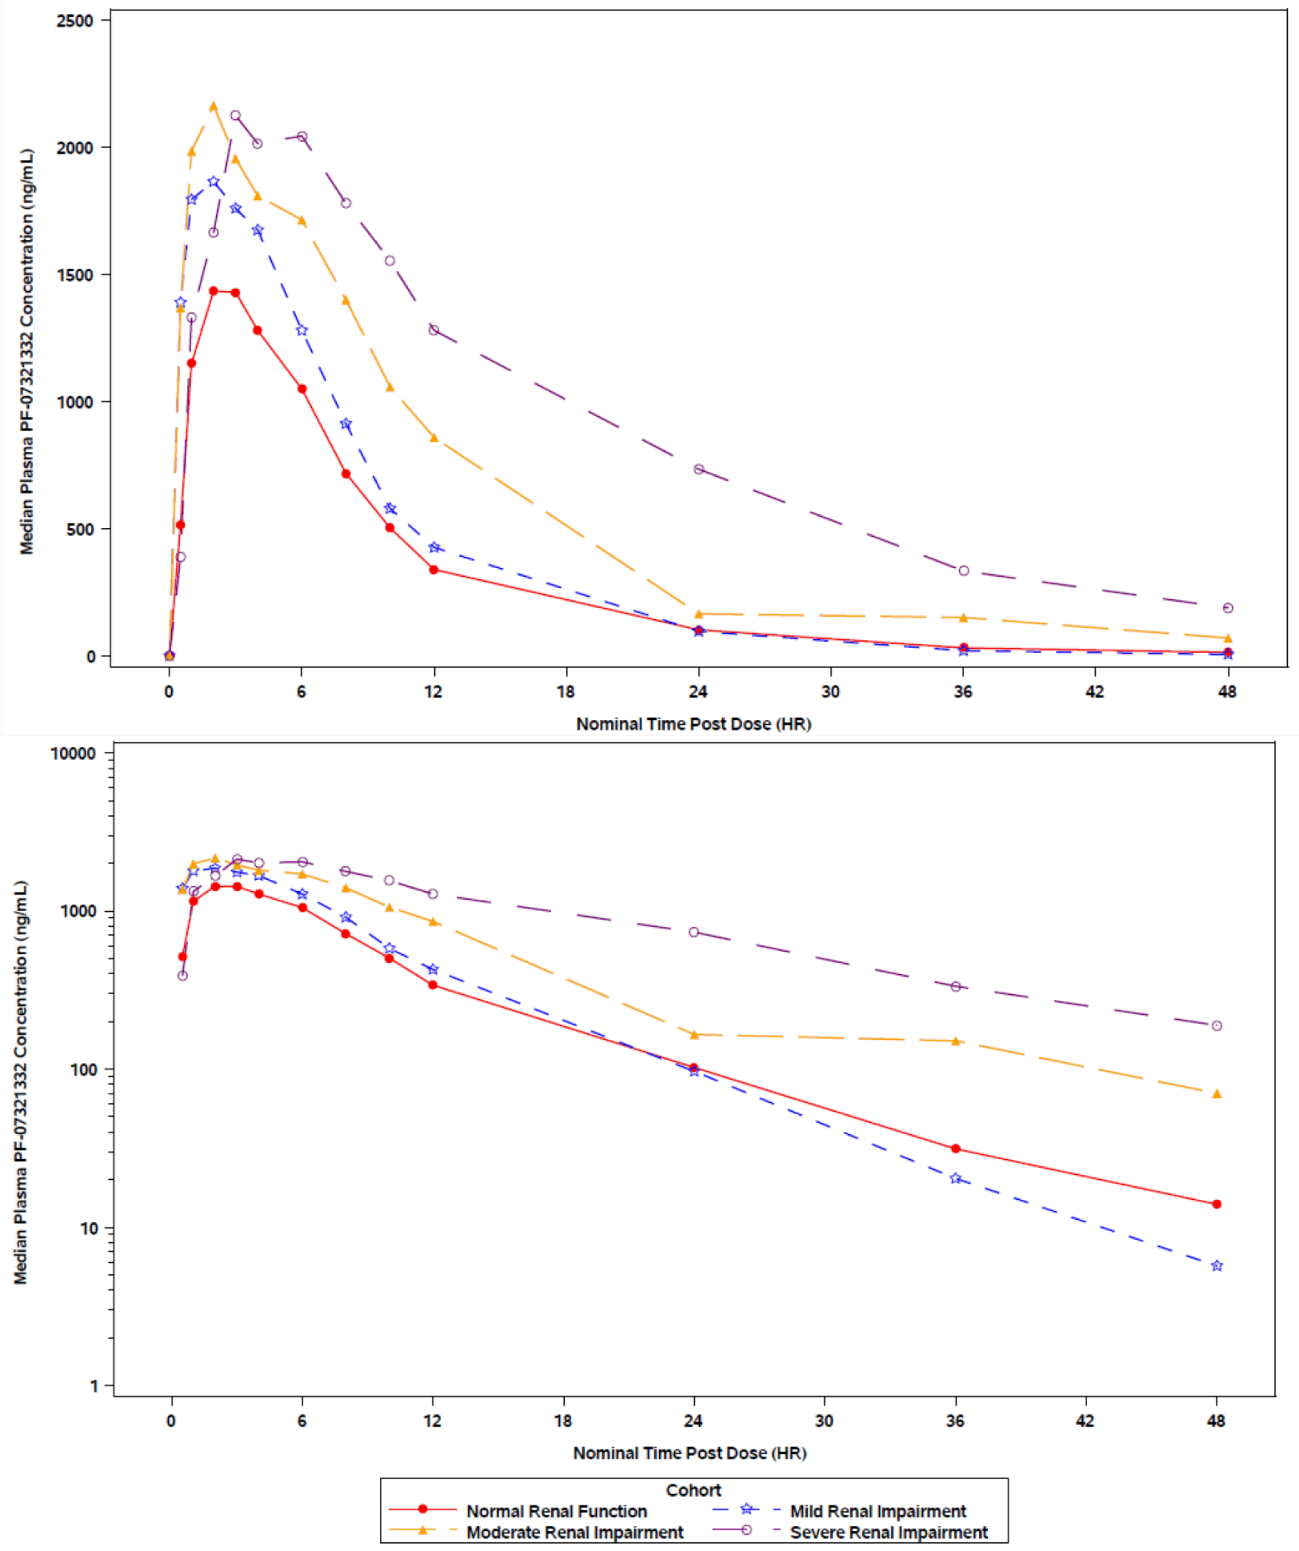 2500
2000
1500
1000
500
0
Median Plasma PF-07321332 Concentration (ng/mL)
0 6 12 18 24 30 36 42 48
Nominal Time Post Dose (HR)
10000
1000
100
10
1
Median Plasma PF-07321332 Concentration (ng/mL)
0 6 12 18 24 30 36 42 48
Nominal Time Post Dose (HR)
Cohort
Normal Renal Function Mild Renal Impairment
Moderate Renal Impairment Severe Renal Impairment